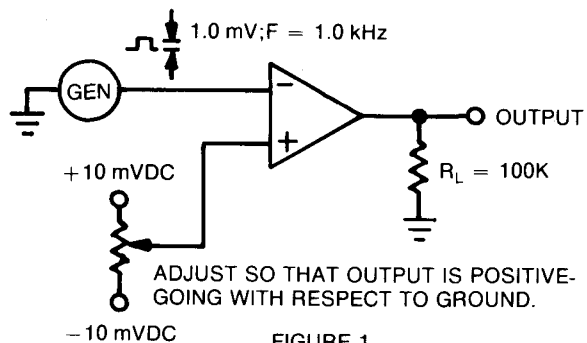 1.0 mV;F = 1.0 kHz
GEN
−
+
OUTPUT
R_L = 100K
+10 mVDC
ADJUST SO THAT OUTPUT IS POSITIVE-
GOING WITH RESPECT TO GROUND.
−10 mVDC
FIGURE 1